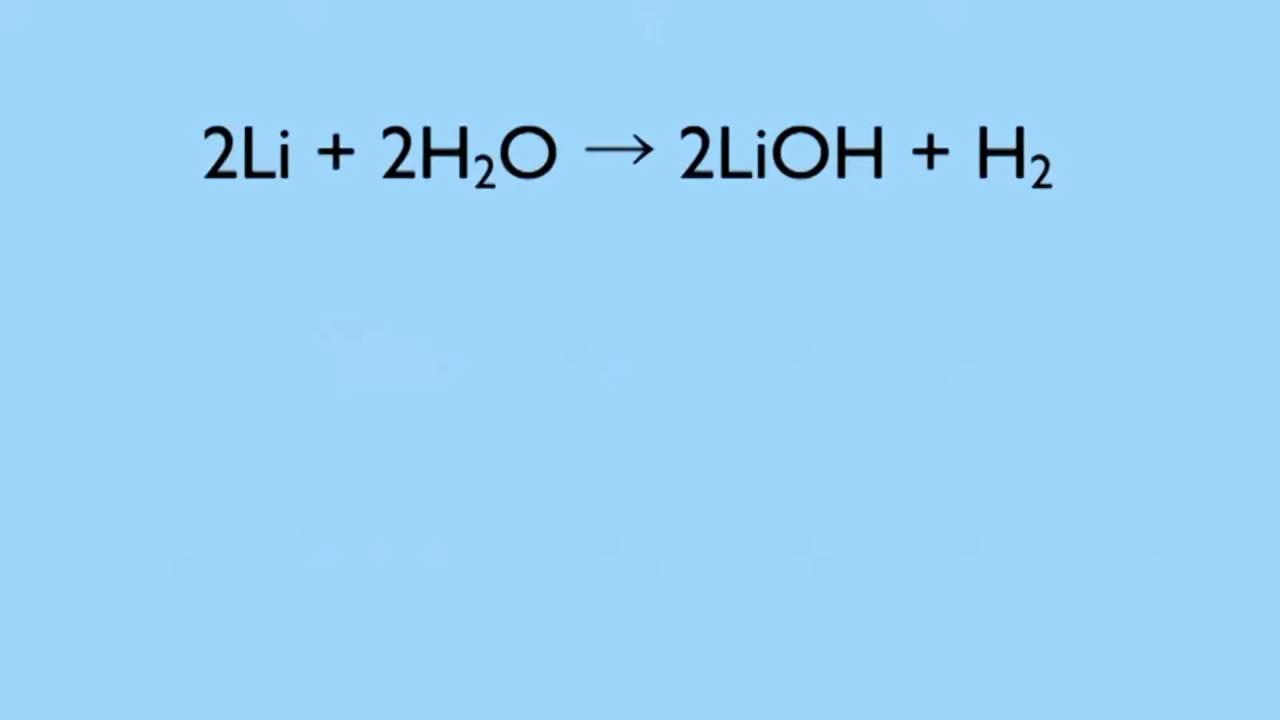 2Li + 2H₂O → 2LiOH + H₂